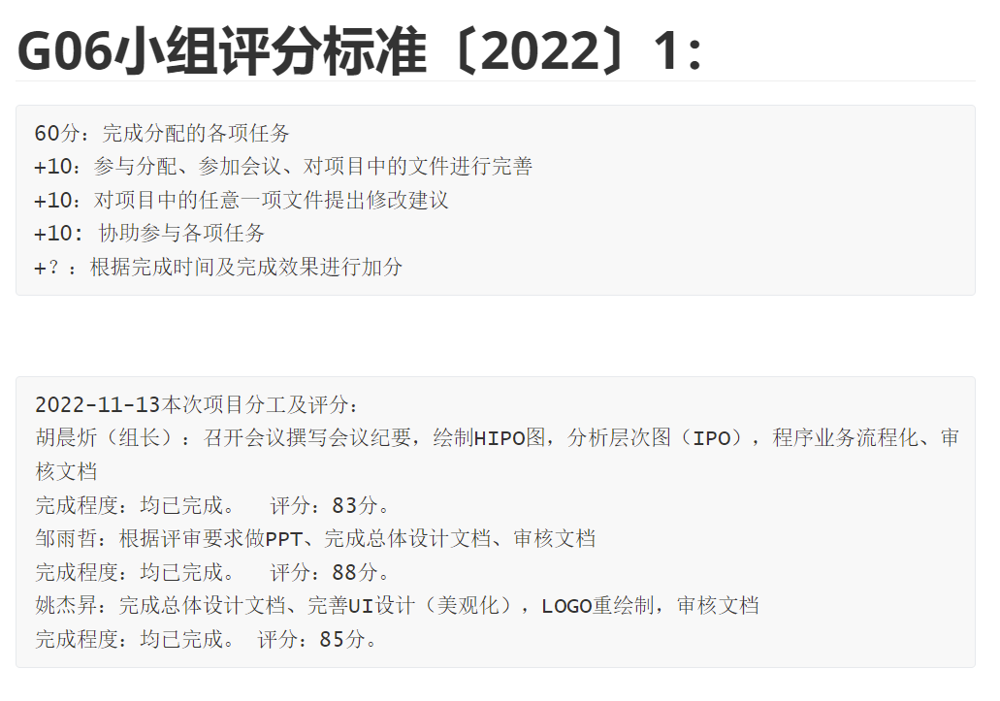 G06小组评分标准〔2022〕1：
60分：完成分配的各项任务
+10：参与分配、参加会议、对项目中的文件进行完善
+10：对项目中的任意一项文件提出修改建议
+10: 协助参与各项任务
+？：根据完成时间及完成效果进行加分
2022-11-13本次项目分工及评分：
胡晨炘（组长）：召开会议撰写会议纪要，绘制HIPO图，分析层次图（IPO），程序业务流程化、审
核文档
完成程度：均已完成。  评分：83分。
邹雨哲：根据评审要求做PPT、完成总体设计文档、审核文档
完成程度：均已完成。  评分：88分。
姚杰昇：完成总体设计文档、完善UI设计（美观化），LOGO重绘制，审核文档
完成程度：均已完成。 评分：85分。